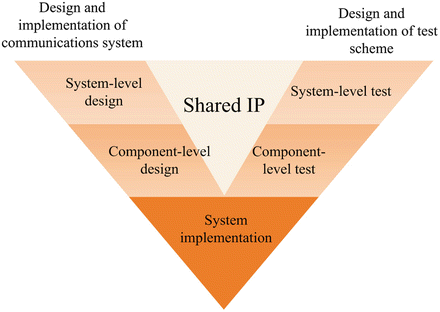 Design and
implementation of
communications system
Design and
implementation of test
scheme
System-level
design
Shared IP
System-level test
Component-level
design
Component-
level test
System
implementation